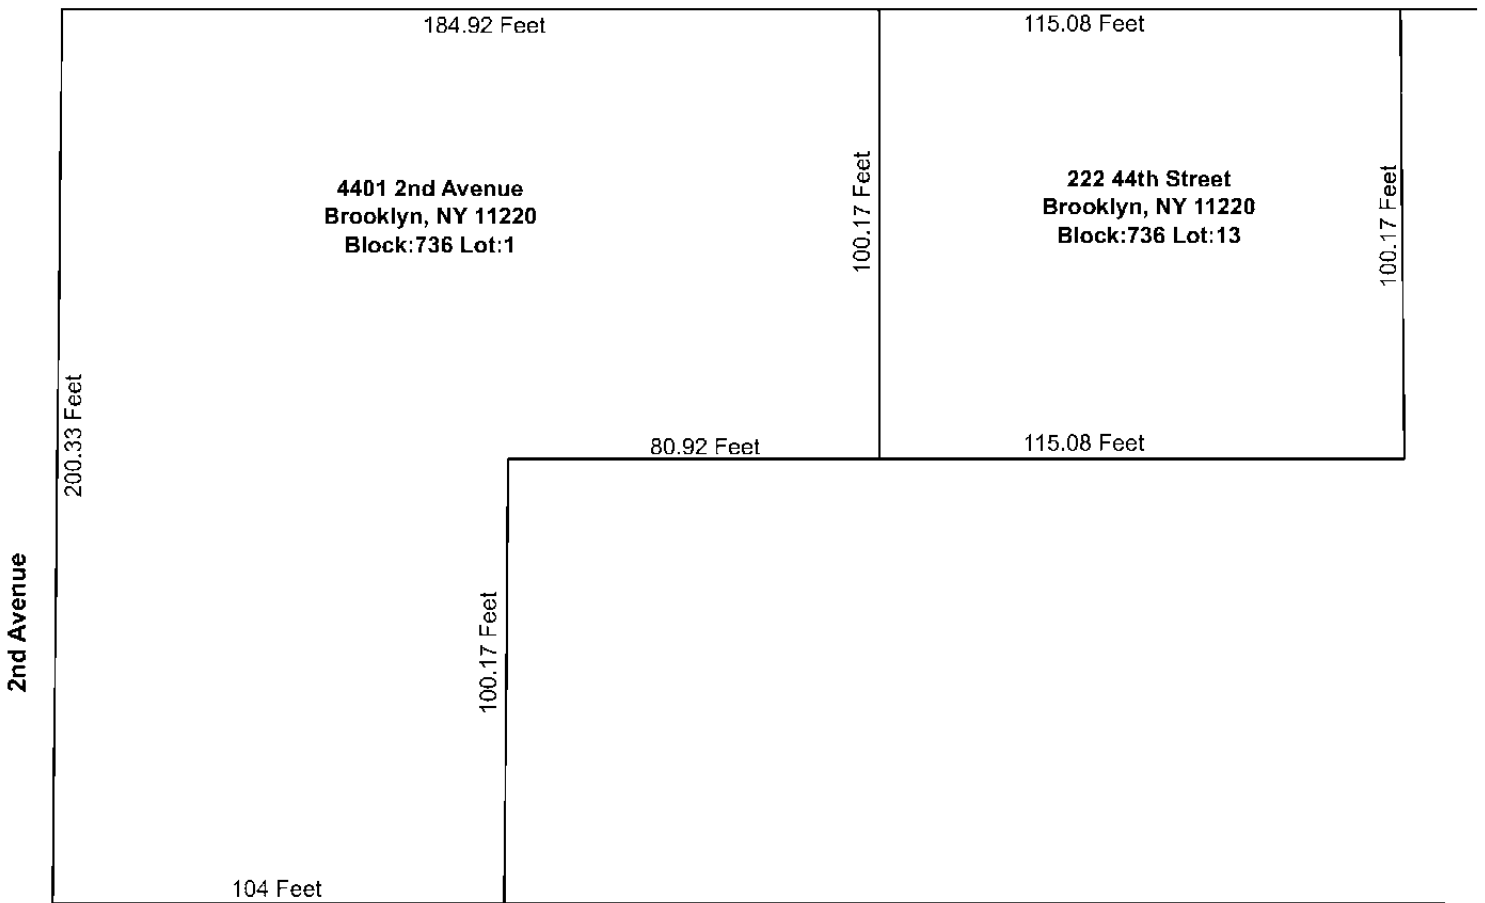 184.92 Feet
115.08 Feet
4401 2nd Avenue
Brooklyn, NY 11220
Block:736 Lot:1
100.17 Feet
222 44th Street
Brooklyn, NY 11220
Block:736 Lot:13
100.17 Feet
200.33 Feet
80.92 Feet
115.08 Feet
2nd Avenue
100.17 Feet
104 Feet